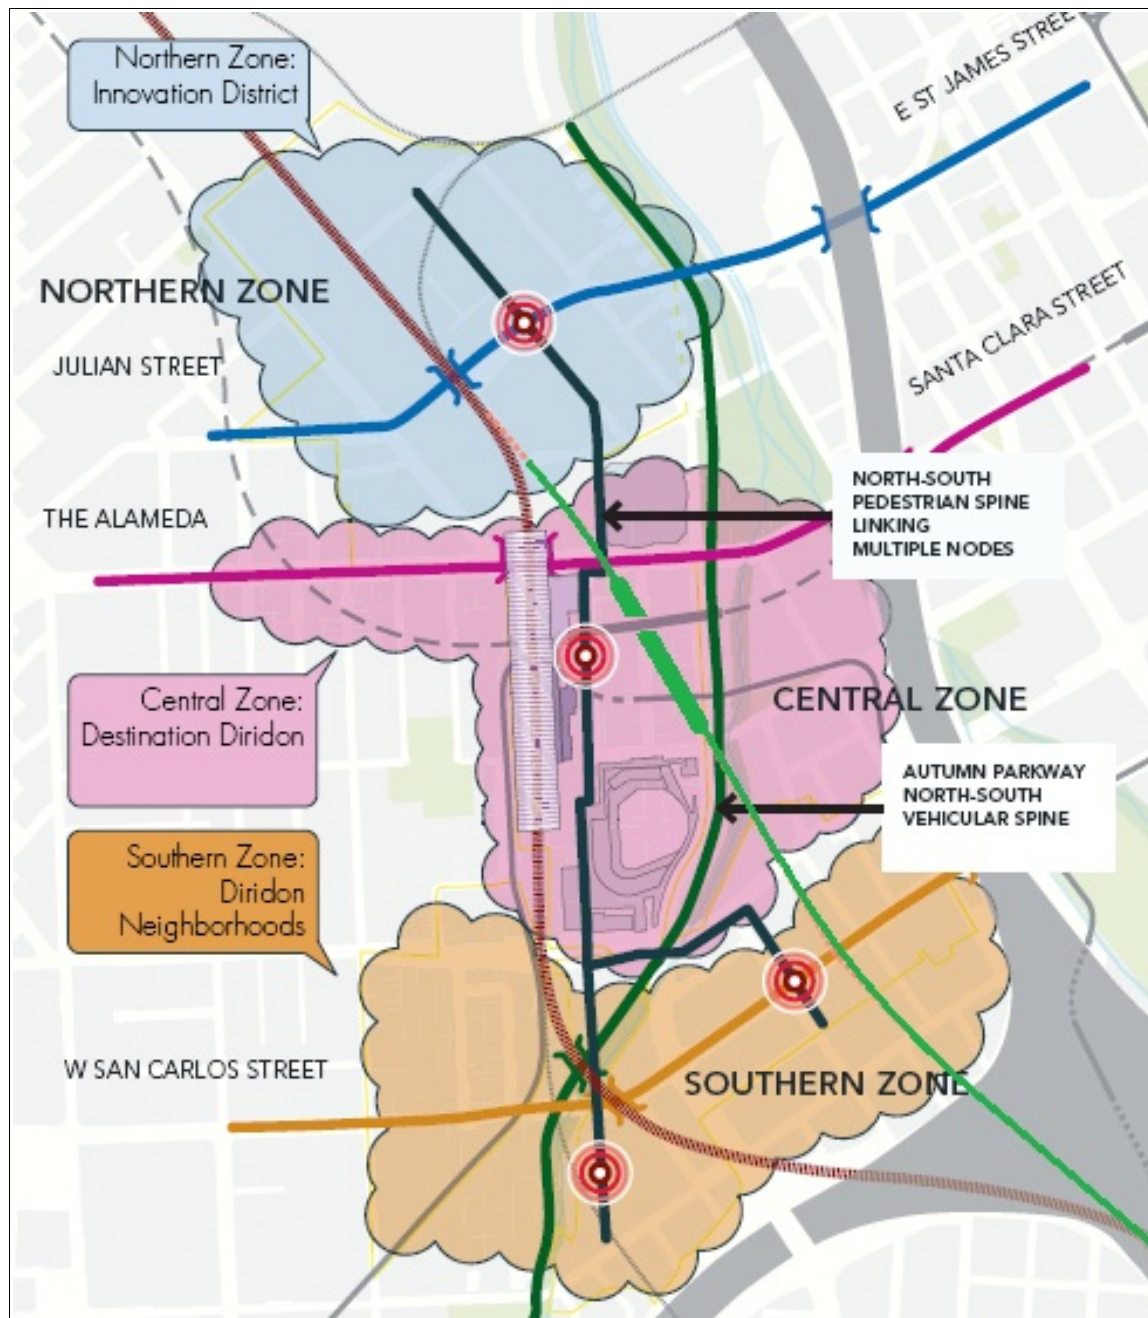 Northern Zone:
Innovation District
E ST JAMES STREET
NORTHERN ZONE
JULIAN STREET
SANTA CLARA STREET
THE ALAMEDA
NORTH-SOUTH
PEDESTRIAN SPINE
LINKING
MULTIPLE NODES
Central Zone:
Destination Diridon
CENTRAL ZONE
AUTUMN PARKWAY
NORTH-SOUTH
VEHICULAR SPINE
Southern Zone:
Diridon
Neighborhoods
W SAN CARLOS STREET
SOUTHERN ZONE